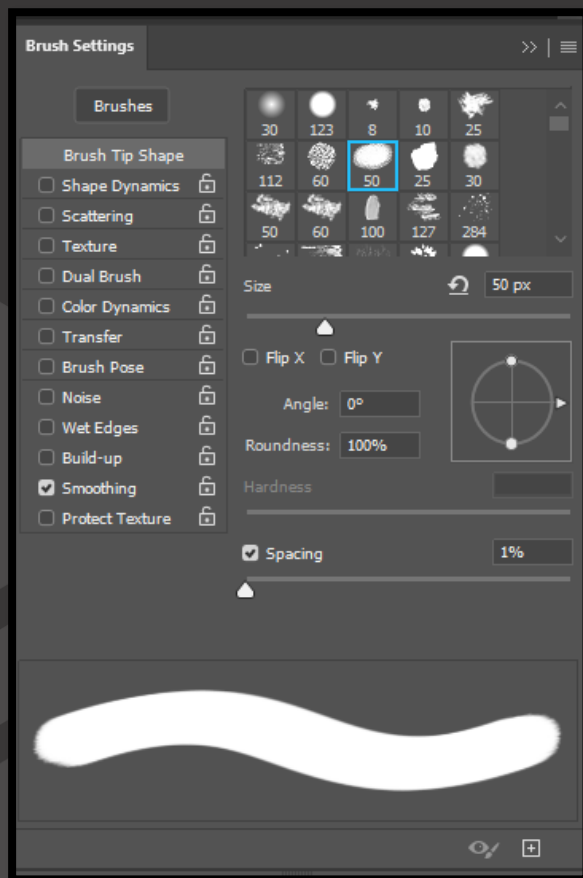 Brush Settings
Brushes
30 123 8 10 25
Brush Tip Shape
112 60 50 25 30
Shape Dynamics
Scattering
50 60 100 127 284
Texture
Dual Brush
Size 50 px
Color Dynamics
Transfer
Flip X Flip Y
Brush Pose
Noise
Angle: 0º
Wet Edges
Roundness: 100%
Build-up
Smoothing
Hardness
Protect Texture
Spacing 1%